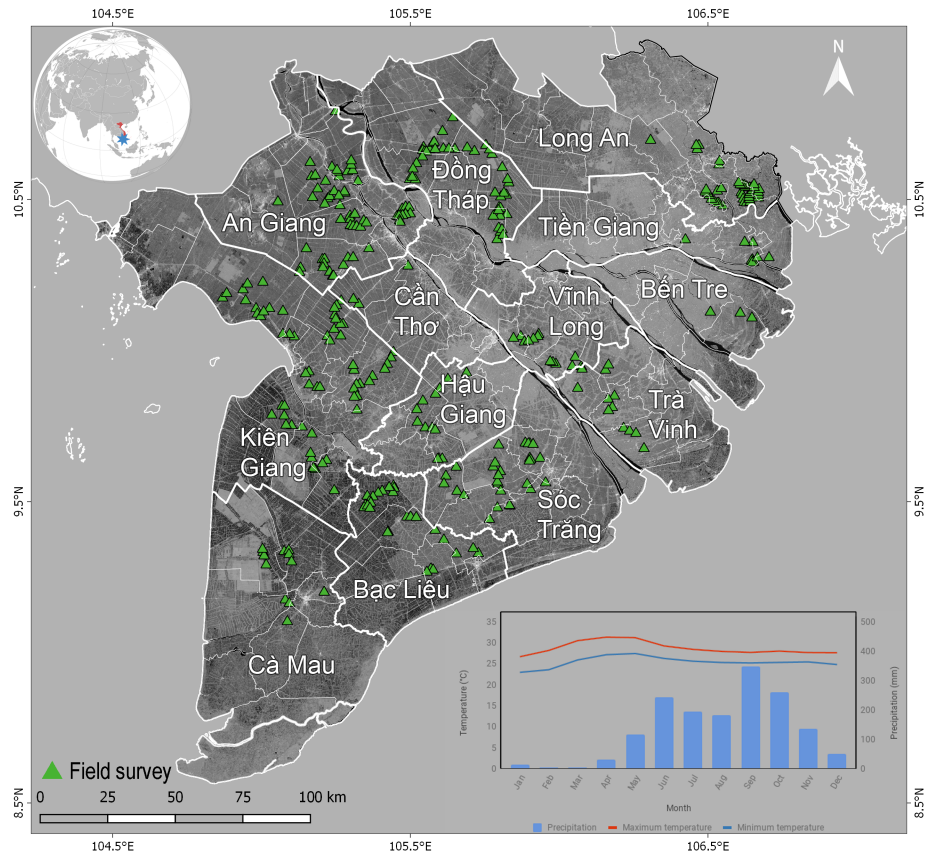 104.5°E
105.5°E
106.5°E
N
Long An
10.5°N
10.5°N
Đồng
Tháp
An Giang
Tiền Giang
Cần
Thơ
Vĩnh
Long
Bến Tre
Hậu
Giang
Trà
Vinh
Kiên
Giang
9.5°N
9.5°N
Sóc
Trăng
Bạc Liêu
Cà Mau
35
30
25
20
15
10
5
0
Temperature (°C)
500
400
300
200
100
0
Precipitation (mm)
Jan
Feb
Mar
Apr
May
Jun
Jul
Aug
Sep
Oct
Nov
Dec
Month
Precipitation
Maximum temperature
Minimum temperature
Field survey
0
25
50
75
100 km
8.5°N
8.5°N
104.5°E
105.5°E
106.5°E